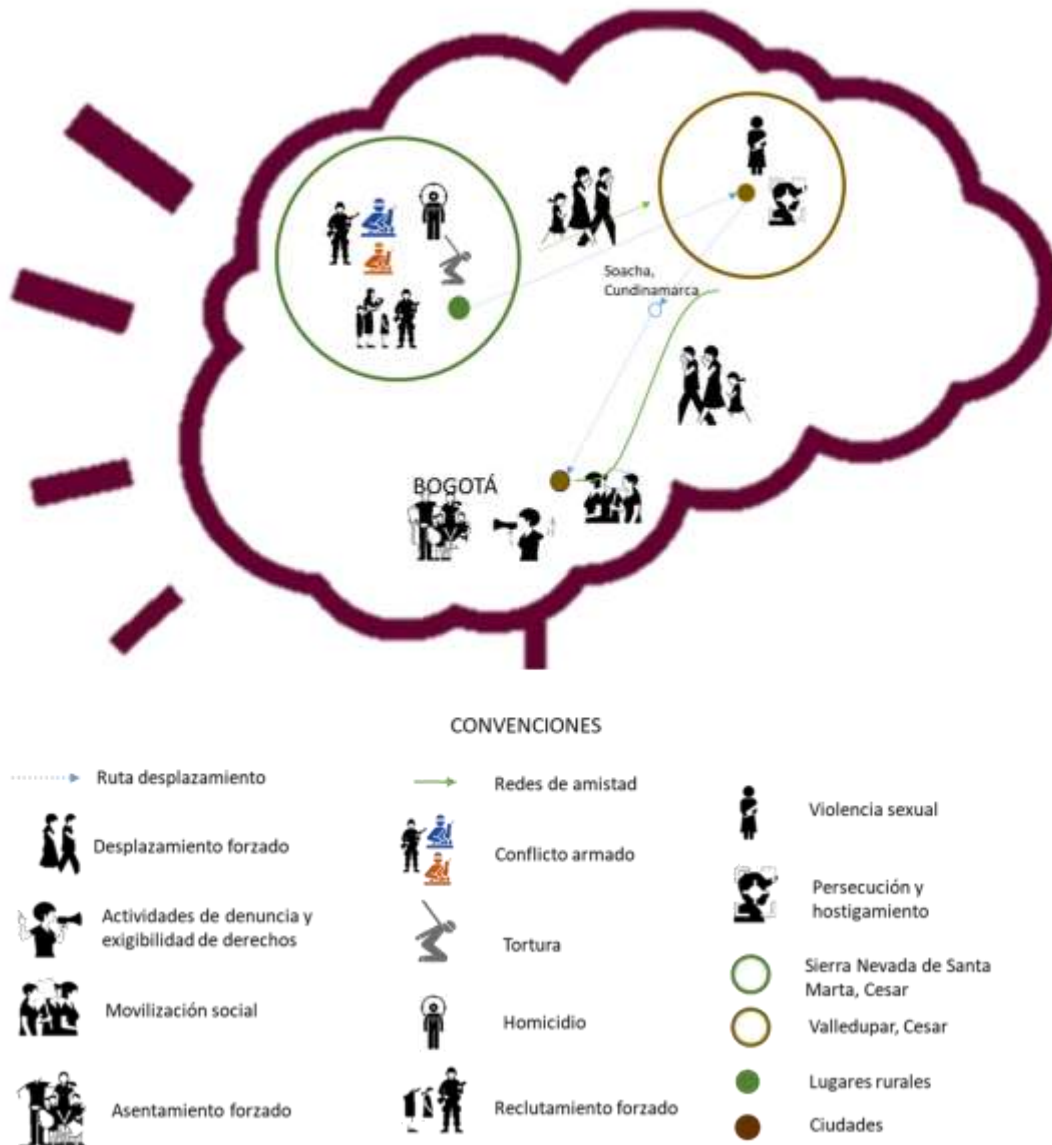 Soacha,
Cundinamarca
BOGOTÁ
CONVENCIONES
Ruta desplazamiento
Desplazamiento forzado
Actividades de denuncia y
exigibilidad de derechos
Movilización social
Asentamiento forzado
Redes de amistad
Conflicto armado
Tortura
Homicidio
Reclutamiento forzado
Violencia sexual
Persecución y
hostigamiento
Sierra Nevada de Santa
Marta, Cesar
Valledupar, Cesar
Lugares rurales
Ciudades